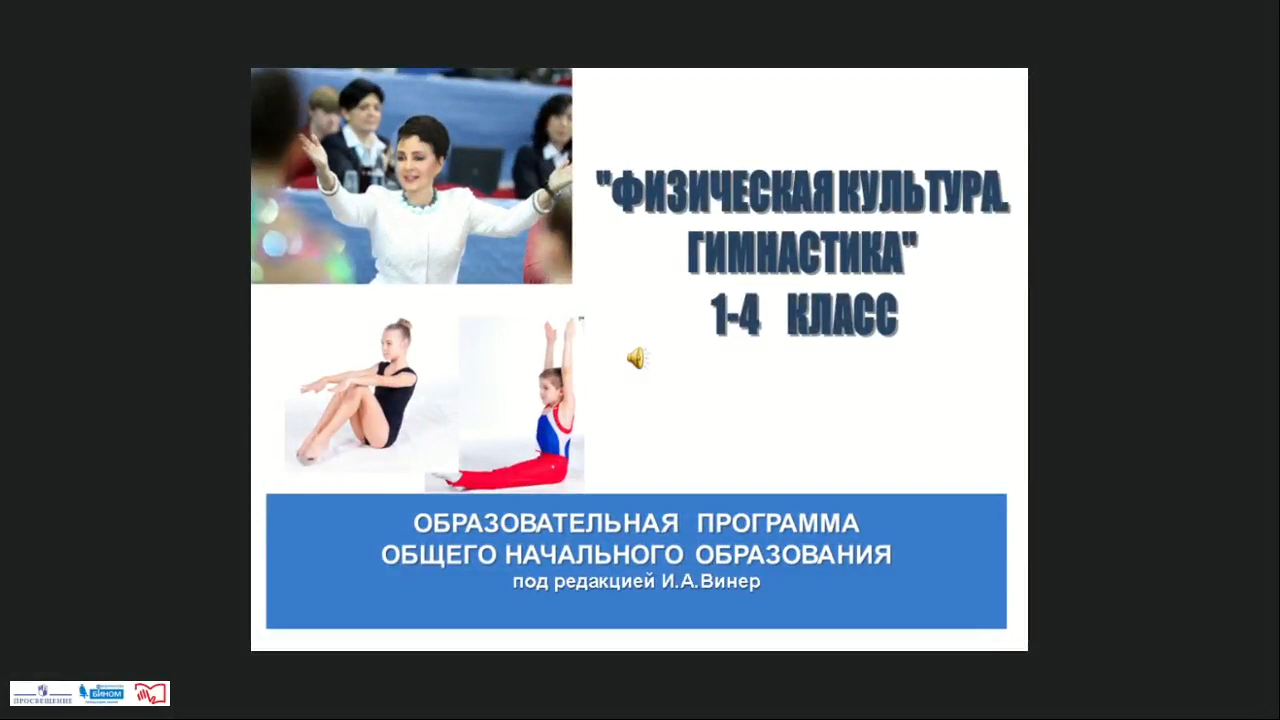 "ФИЗИЧЕСКАЯ КУЛЬТУРА.
ГИМНАСТИКА"
1-4 КЛАСС
ОБРАЗОВАТЕЛЬНАЯ ПРОГРАММА
ОБЩЕГО НАЧАЛЬНОГО ОБРАЗОВАНИЯ
под редакцией И.А.Винер
ПРОСВЕЩЕНИЕ
БИНОМ